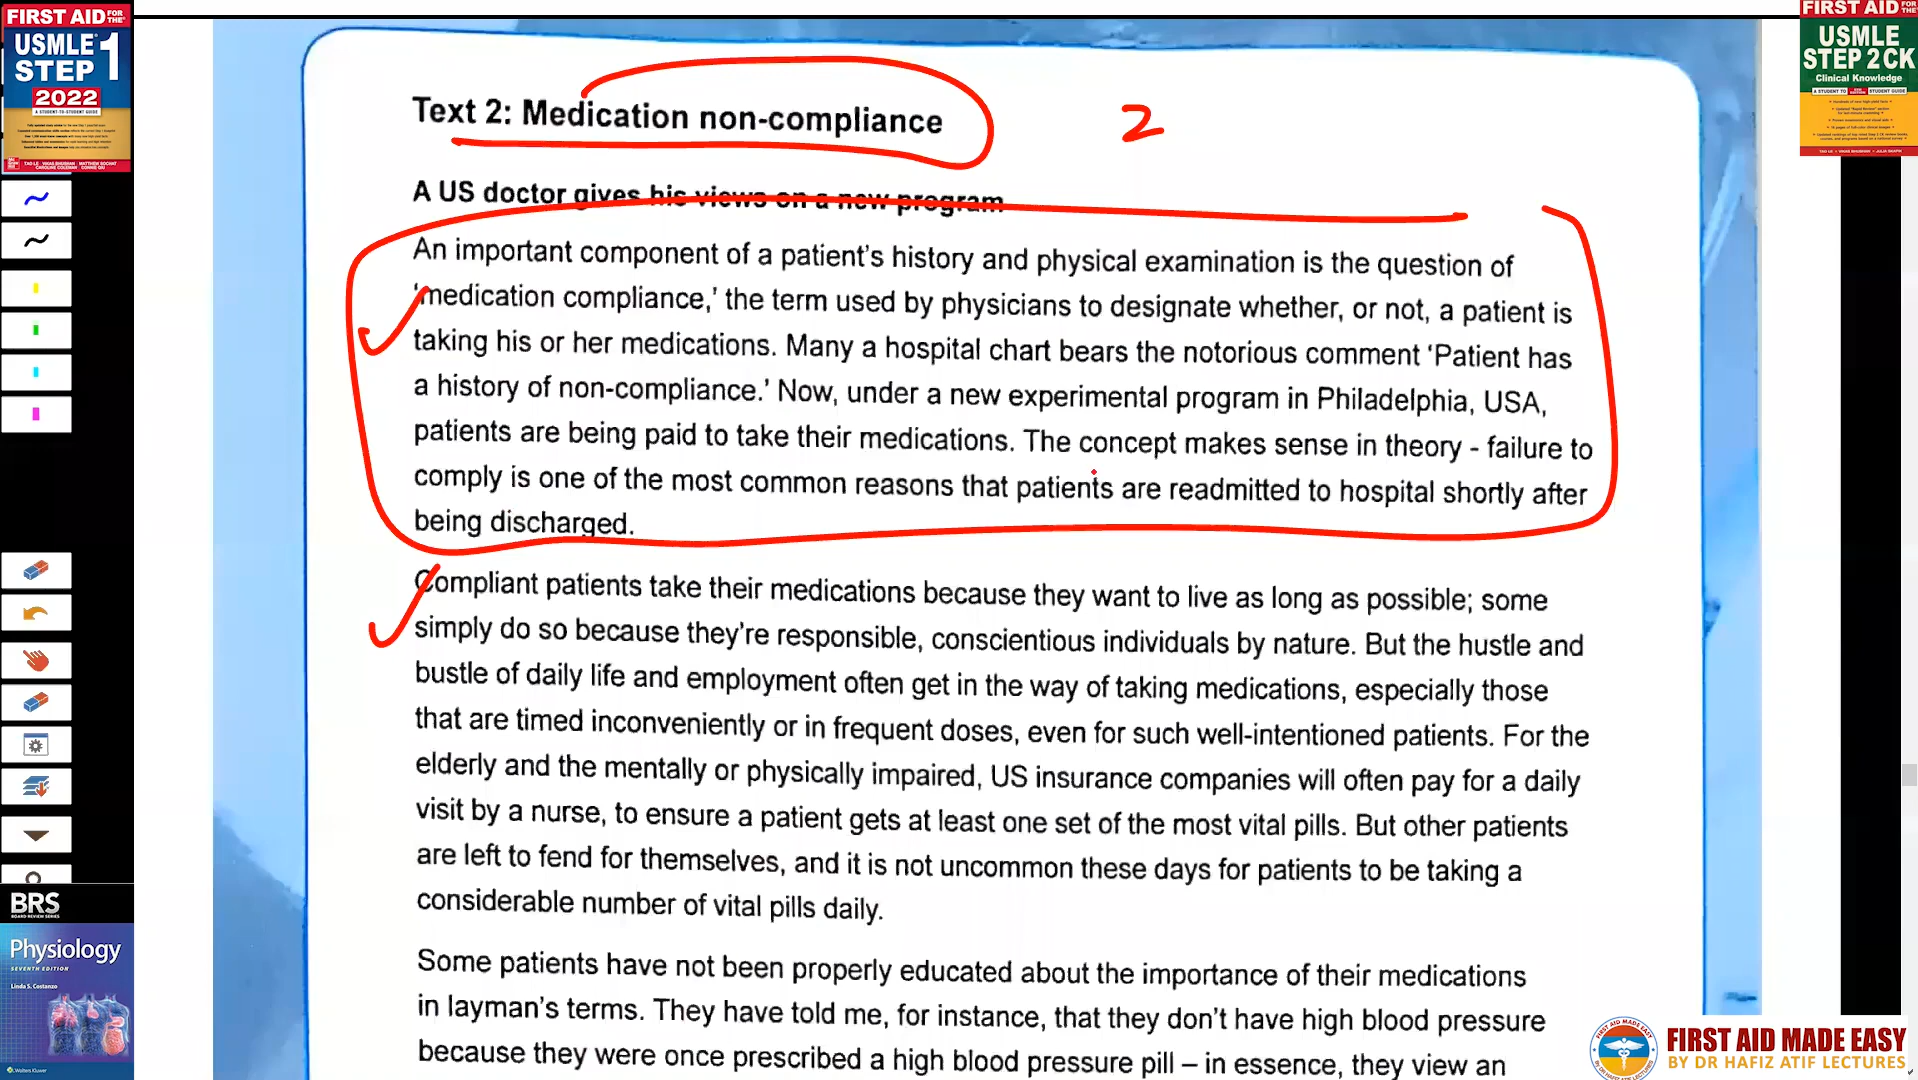 FIRST AID FOR THE
USMLE STEP 1
2022
FIRST AID FOR THE
USMLE
STEP 2 CK
Clinical Knowledge
Text 2: Medication non-compliance
2
A US doctor gives his views on a new program
An important component of a patient's history and physical examination is the question of
'medication compliance,' the term used by physicians to designate whether, or not, a patient is
taking his or her medications. Many a hospital chart bears the notorious comment 'Patient has
a history of non-compliance.' Now, under a new experimental program in Philadelphia, USA,
patients are being paid to take their medications. The concept makes sense in theory - failure to
comply is one of the most common reasons that patients are readmitted to hospital shortly after
being discharged.
Compliant patients take their medications because they want to live as long as possible; some
simply do so because they're responsible, conscientious individuals by nature. But the hustle and
bustle of daily life and employment often get in the way of taking medications, especially those
that are timed inconveniently or in frequent doses, even for such well-intentioned patients. For the
elderly and the mentally or physically impaired, US insurance companies will often pay for a daily
visit by a nurse, to ensure a patient gets at least one set of the most vital pills. But other patients
are left to fend for themselves, and it is not uncommon these days for patients to be taking a
considerable number of vital pills daily.
Some patients have not been properly educated about the importance of their medications
in layman's terms. They have told me, for instance, that they don't have high blood pressure
because they were once prescribed a high blood pressure pill – in essence, they view an
BRS
BOARD REVIEW SERIES
Physiology
SEVENTH EDITION
Linda S. Costanzo
Wolters Kluwer
FIRST AID MADE EASY
BY DR HAFIZ ATIF LECTURES